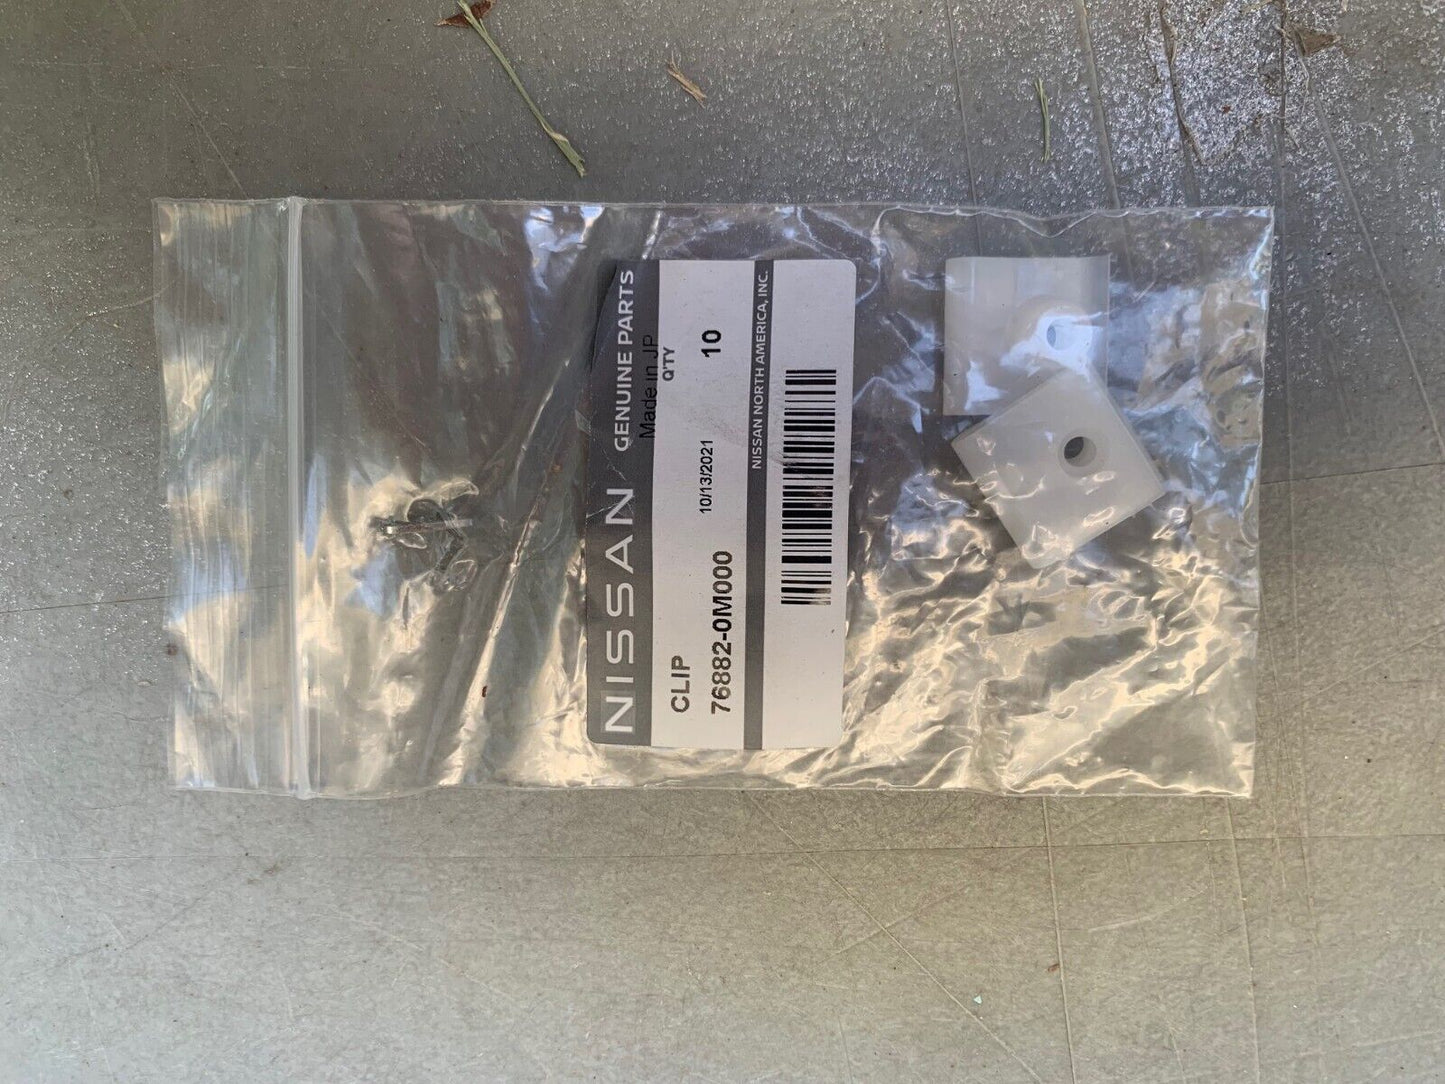 NISSAN GENUINE PARTS
Made in JP
CLIP Q'TY
76882-0M000 10/13/2021 10
NISSAN NORTH AMERICA, INC.